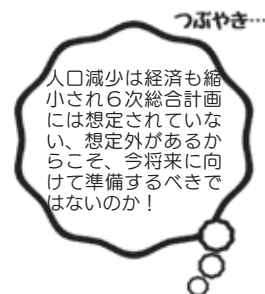 つぶやき…
人口減少は経済も縮
小され６次総合計画
には想定されていな
い、想定外があるか
らこそ、今将来に向
けて準備するべきで
はないのか！